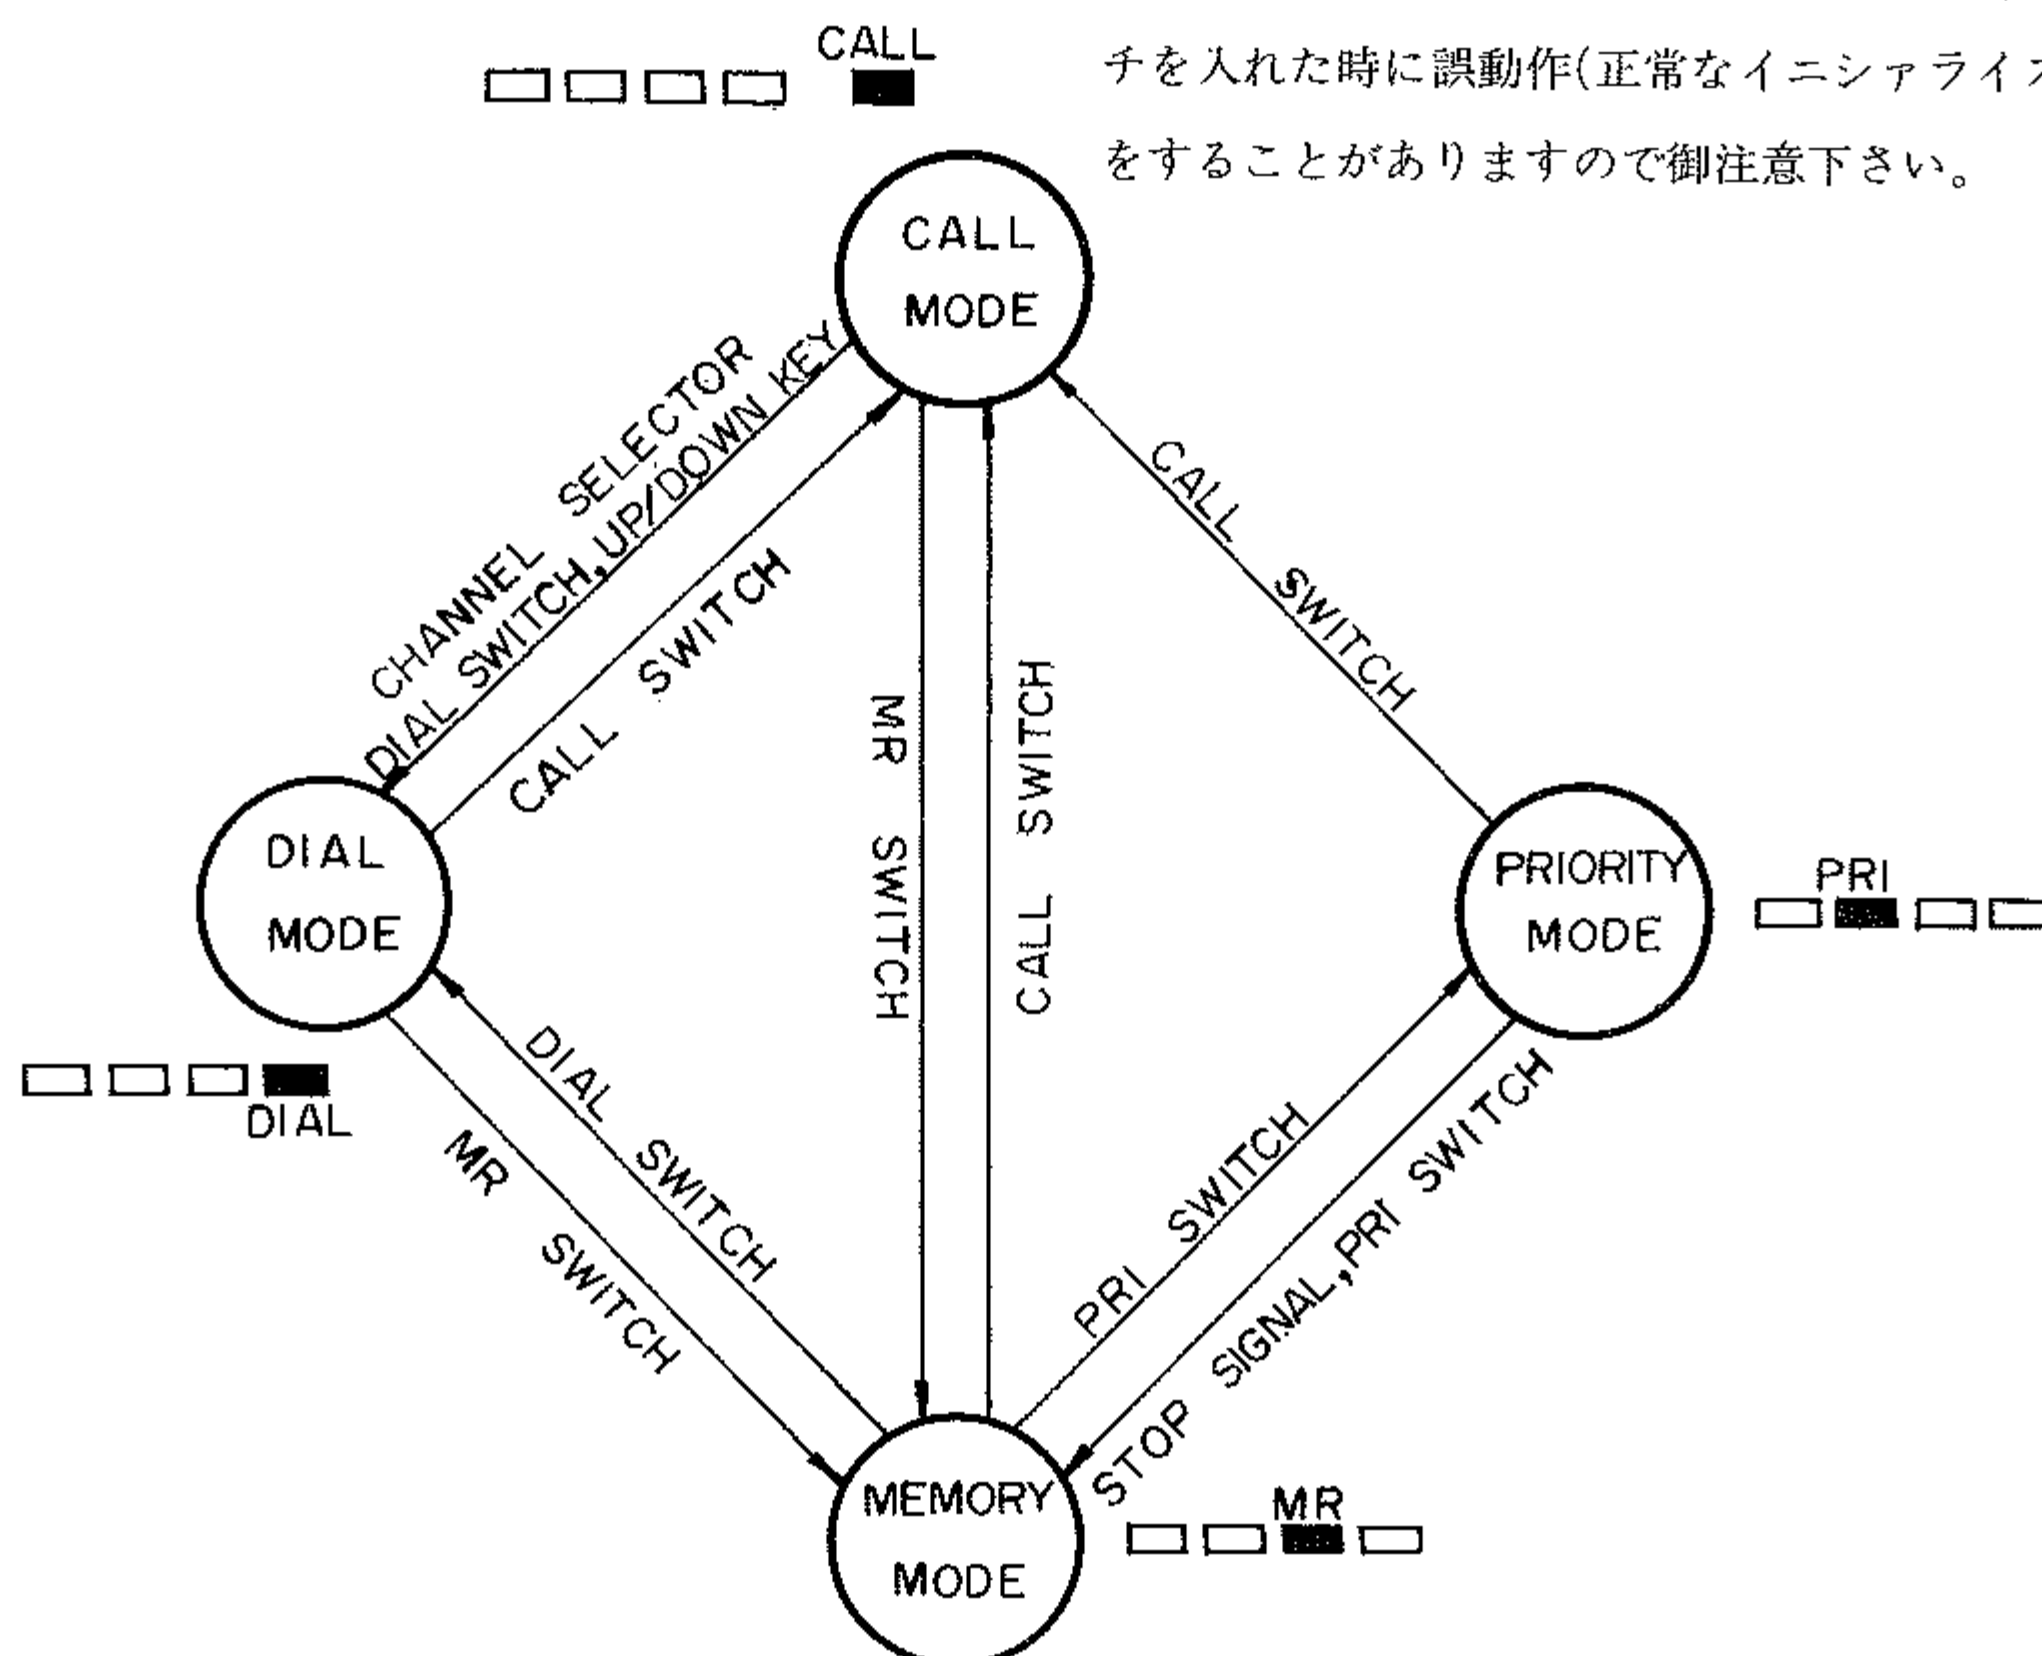 CALL
チを入れた時に誤動作(正常なイニシァライ
をすることがありますので御注意下さい。
CALL
MODE
CHANNEL SELECTOR
DIAL SWITCH, UP/DOWN KEY
CALL SWITCH
MR SWITCH
CALL SWITCH
CALL SWITCH
DIAL
MODE
PRIORITY
MODE
PRI
DIAL
DIAL SWITCH
MR SWITCH
PRI SWITCH
STOP SIGNAL, PRI SWITCH
MEMORY
MODE
MR